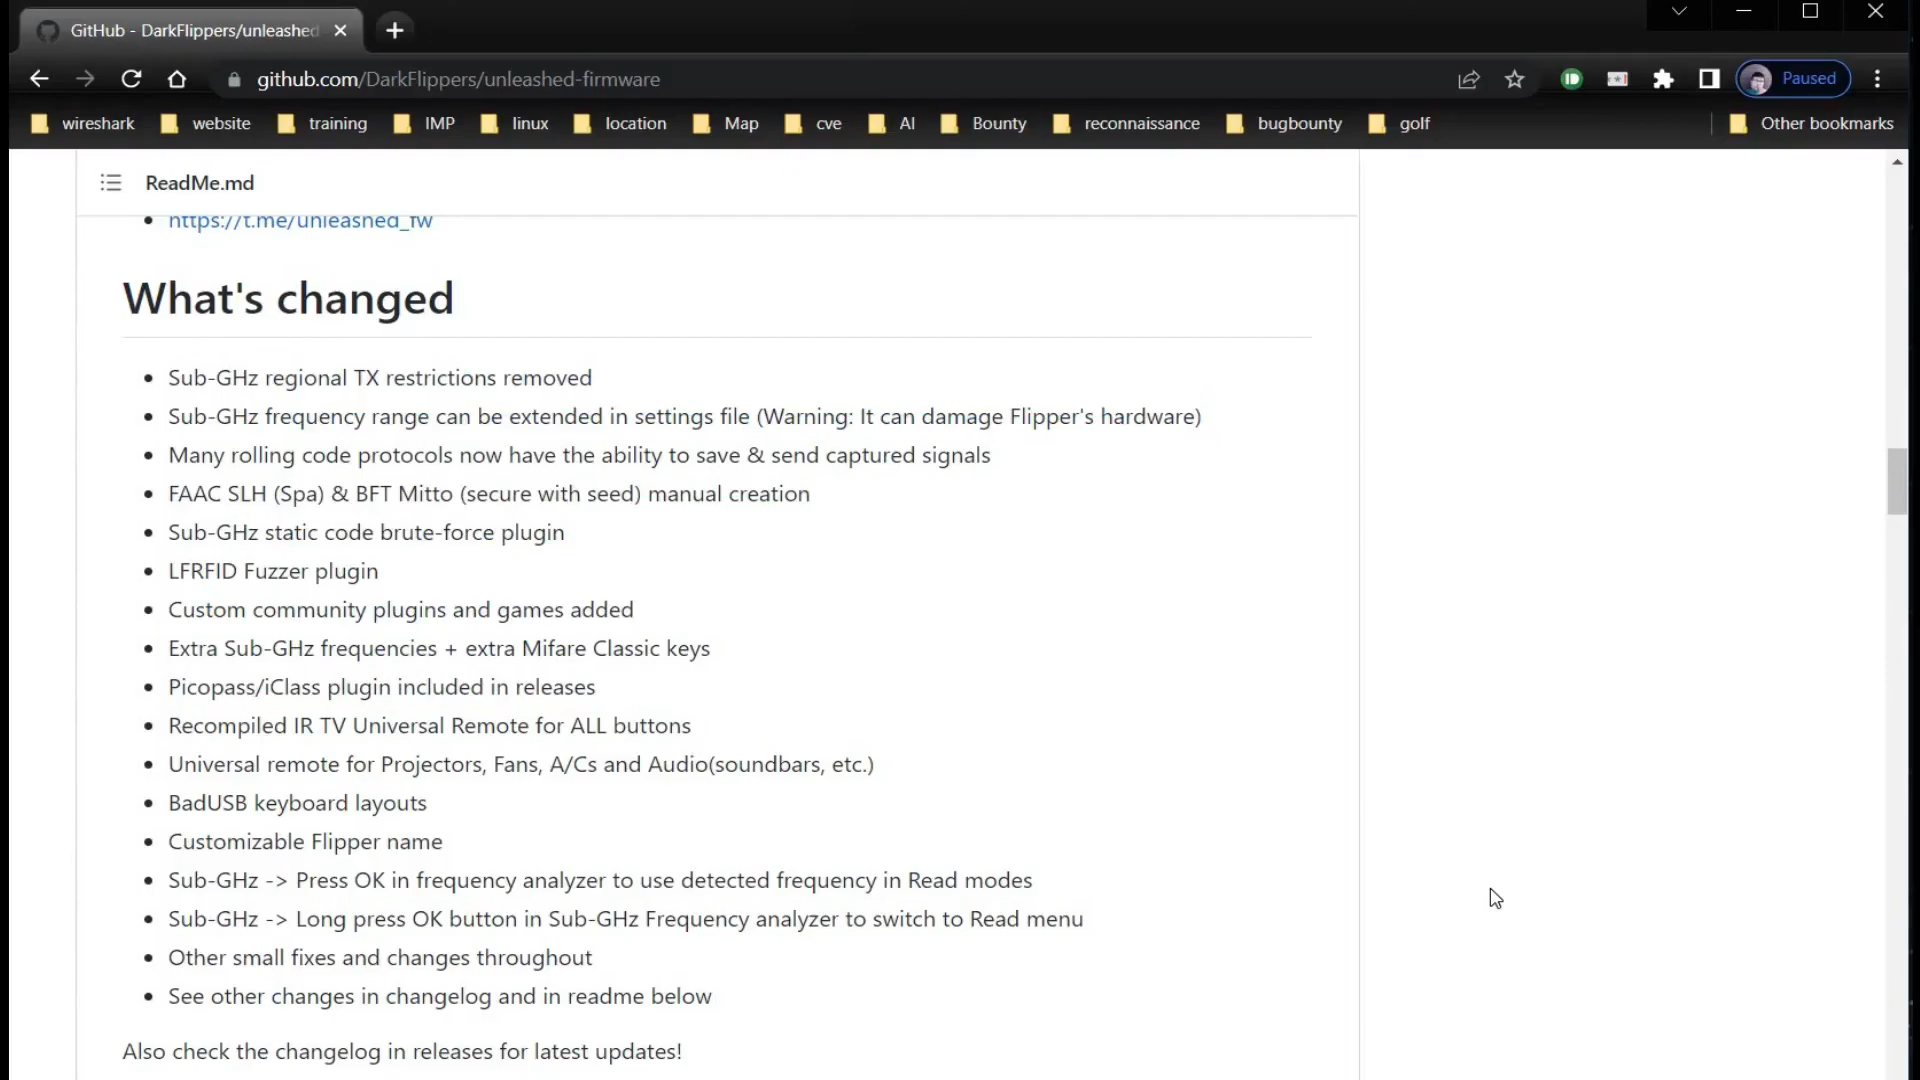 GitHub - DarkFlippers/unleashed
github.com/DarkFlippers/unleashed-firmware
Paused
wireshark website training IMP linux location Map cve AI Bounty reconnaissance bugbounty golf Other bookmarks
ReadMe.md
https://t.me/unleashed_fw
What's changed
Sub-GHz regional TX restrictions removed
Sub-GHz frequency range can be extended in settings file (Warning: It can damage Flipper's hardware)
Many rolling code protocols now have the ability to save & send captured signals
FAAC SLH (Spa) & BFT Mitto (secure with seed) manual creation
Sub-GHz static code brute-force plugin
LFRFID Fuzzer plugin
Custom community plugins and games added
Extra Sub-GHz frequencies + extra Mifare Classic keys
Picopass/iClass plugin included in releases
Recompiled IR TV Universal Remote for ALL buttons
Universal remote for Projectors, Fans, A/Cs and Audio(soundbars, etc.)
BadUSB keyboard layouts
Customizable Flipper name
Sub-GHz -> Press OK in frequency analyzer to use detected frequency in Read modes
Sub-GHz -> Long press OK button in Sub-GHz Frequency analyzer to switch to Read menu
Other small fixes and changes throughout
See other changes in changelog and in readme below
Also check the changelog in releases for latest updates!